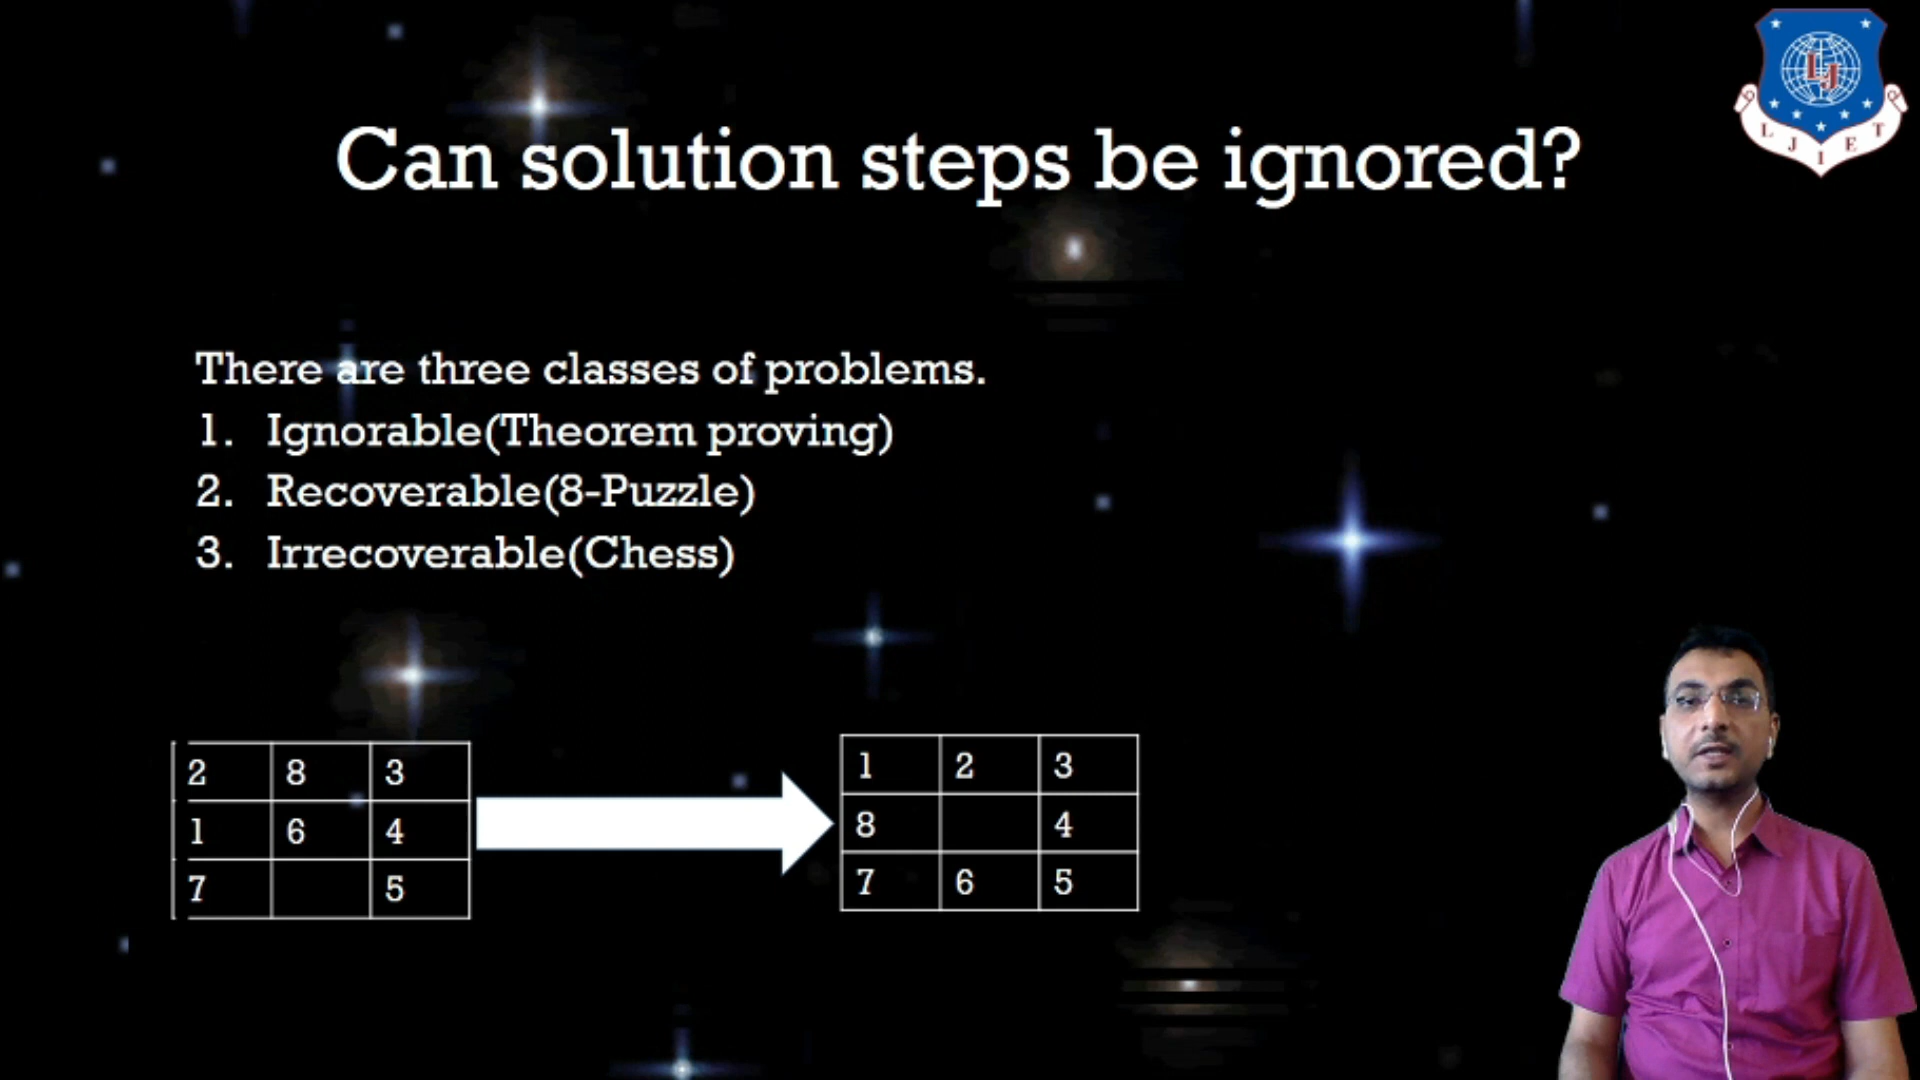 Can solution steps be ignored?
LJ
L J I E T
There are three classes of problems.
1. Ignorable(Theorem proving)
2. Recoverable(8-Puzzle)
3. Irrecoverable(Chess)
2 8 3
1 6 4
7 5
1 2 3
8 4
7 6 5